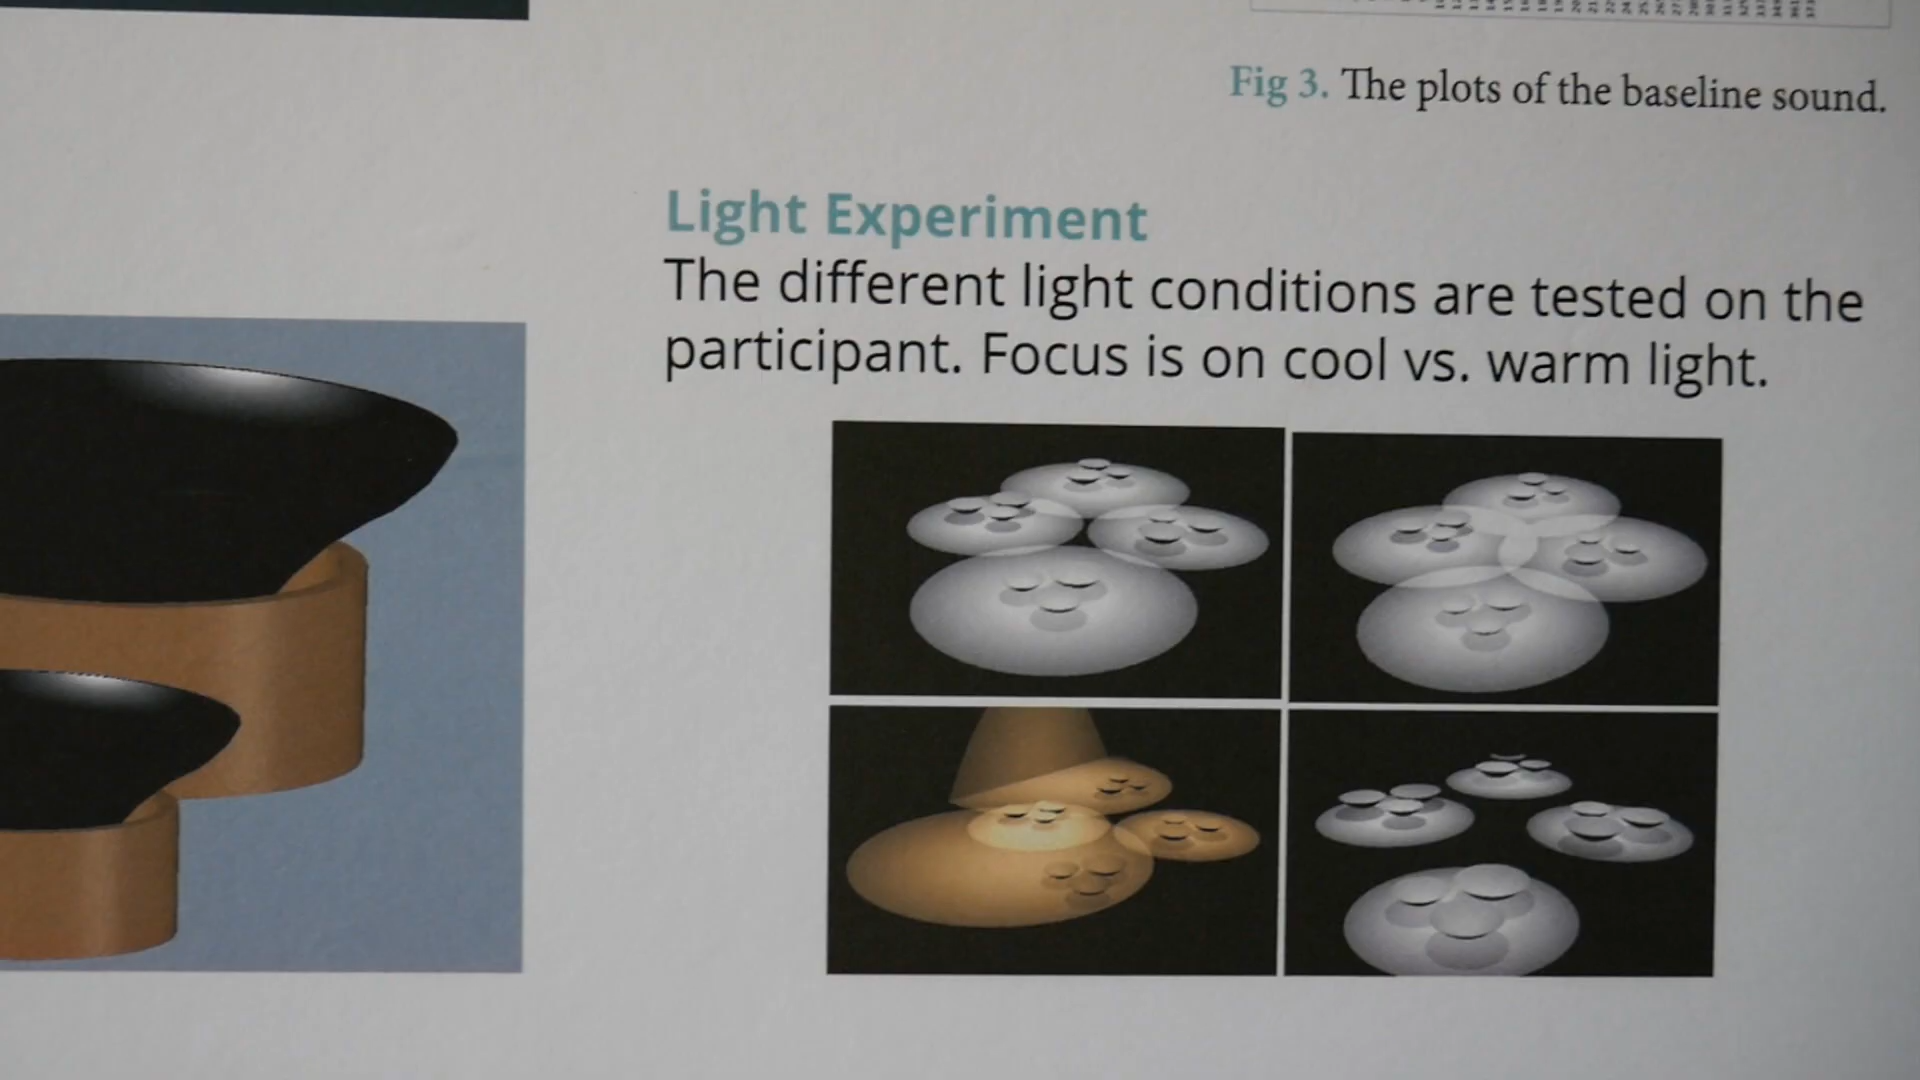 Fig 3. The plots of the baseline sound.
Light Experiment
The different light conditions are tested on the
participant. Focus is on cool vs. warm light.